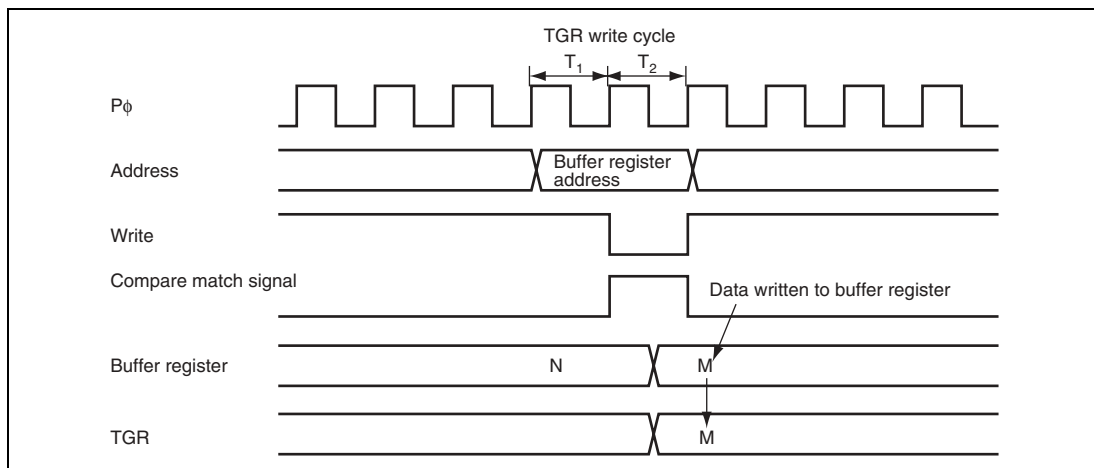 TGR write cycle
T1 T2
Pϕ
Address
Buffer register
address
Write
Compare match signal
Data written to buffer register
Buffer register
N
M
TGR
M